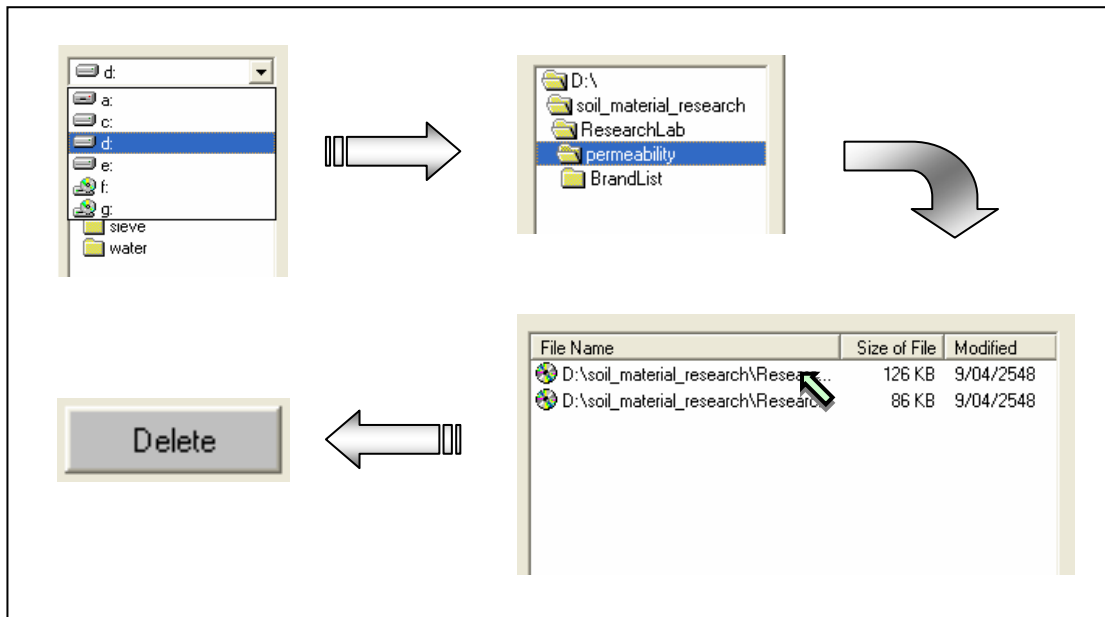 d:
a:
c:
d:
e:
f:
g:
sieve
water
D:\
soil_material_research
ResearchLab
permeability
BrandList
File Name Size of File Modified
D:\soil_material_research\Researc... 126 KB 9/04/2548
D:\soil_material_research\Researc... 86 KB 9/04/2548
Delete